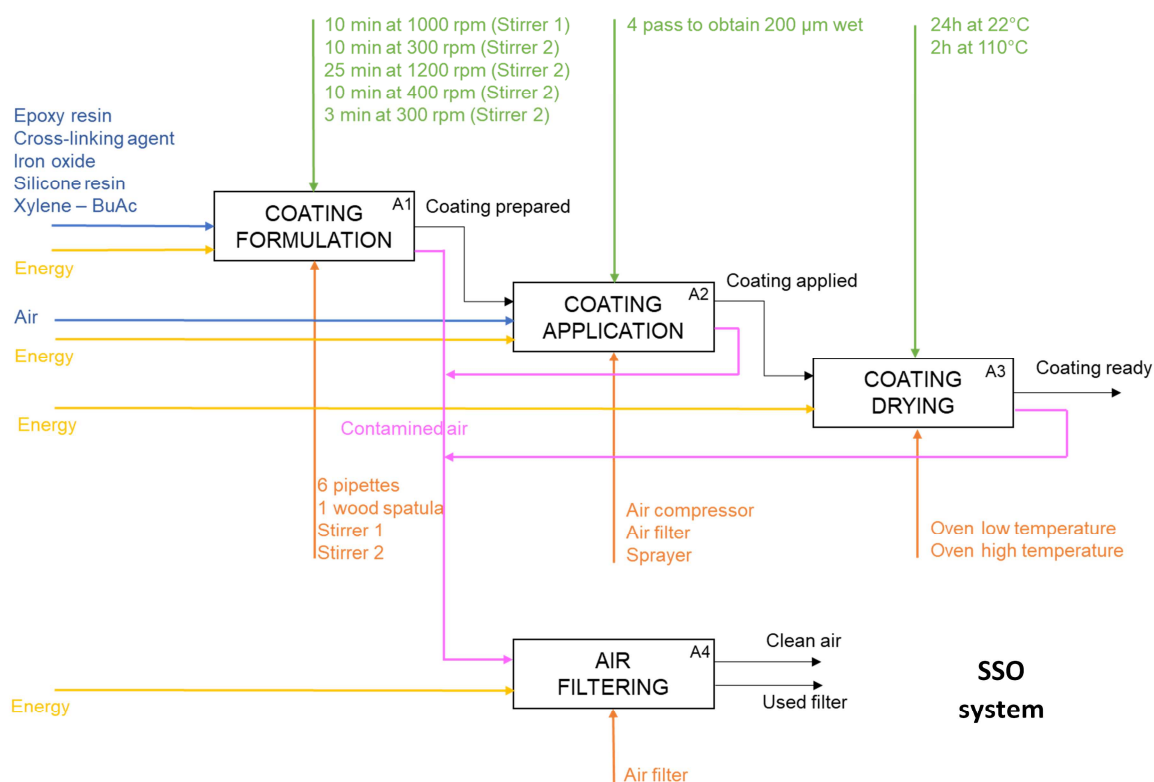 10 min at 1000 rpm (Stirrer 1)
10 min at 300 rpm (Stirrer 2)
25 min at 1200 rpm (Stirrer 2)
10 min at 400 rpm (Stirrer 2)
3 min at 300 rpm (Stirrer 2)
4 pass to obtain 200 µm wet
24h at 22°C
2h at 110°C
Epoxy resin
Cross-linking agent
Iron oxide
Silicone resin
Xylene – BuAc
Energy
COATING
FORMULATION
A1
Coating prepared
Air
Energy
COATING
APPLICATION
A2
Coating applied
Energy
COATING
DRYING
A3
Coating ready
Contamined air
6 pipettes
1 wood spatula
Stirrer 1
Stirrer 2
Air compressor
Air filter
Sprayer
Oven low temperature
Oven high temperature
Energy
AIR
FILTERING
A4
Clean air
Used filter
Air filter
SSO
system